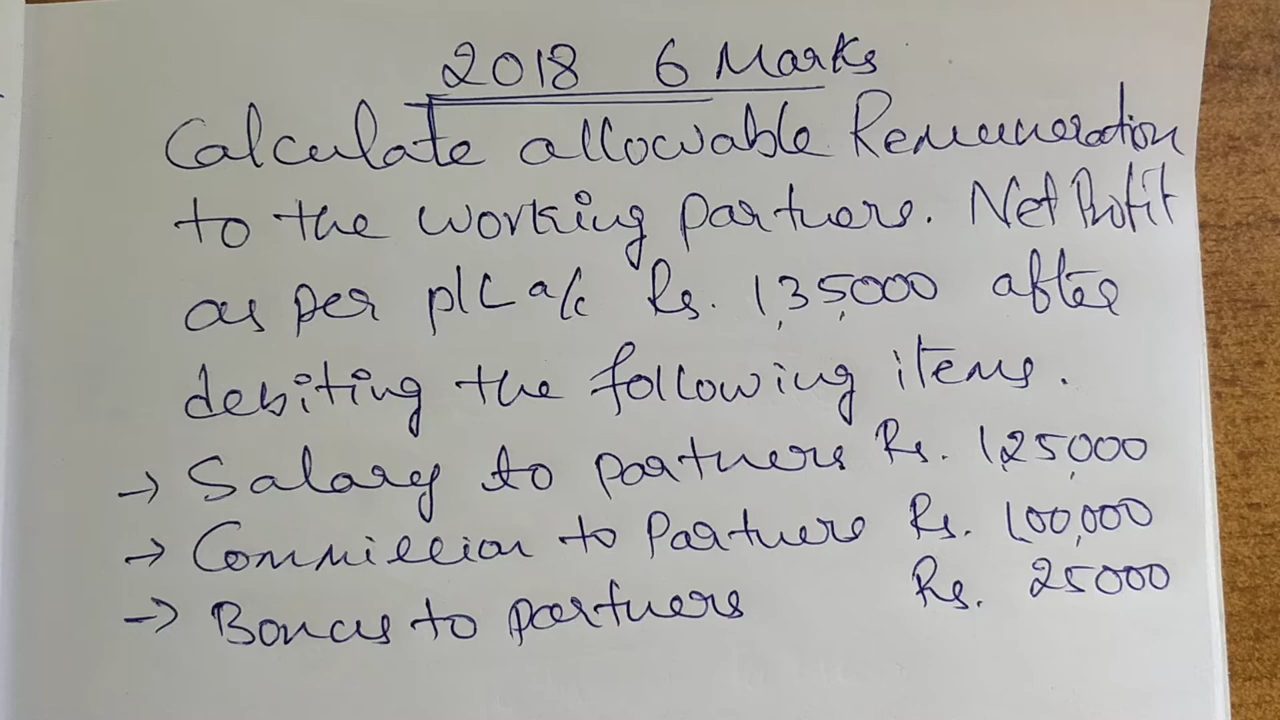 2018 6 Marks
Calculate allowable Remuneration
to the working partners. Net Profit
as per p/L a/c Rs. 1,35,000 after
debiting the following items.
→ Salary to partners Rs. 1,25,000
→ Commission to Partners Rs. 1,00,000
→ Bonus to partners Rs. 25000